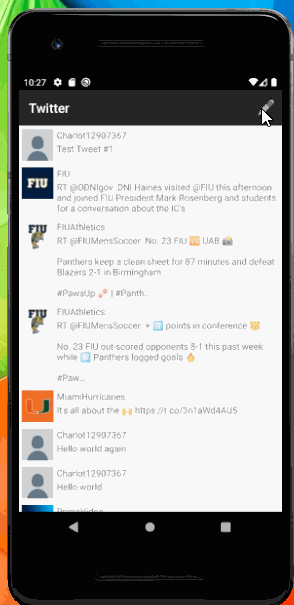 10:27
Twitter
Charlot12907367
Test Tweet #1
FIU
FIU
RT @ODNIgov: DNI Haines visited @FIU this afternoon
and joined FIU President Mark Rosenberg and students
for a conversation about the IC's
FIUAthletics
FIU
RT @FIUMensSoccer: No. 23 FIU 🆚 UAB 📸
Panthers keep a clean sheet for 87 minutes and defeat
Blazers 2-1 in Birmingham
#PawsUp 🐾 | #Panth…
FIUAthletics
FIU
RT @FIUMensSoccer: points in conference
No. 23 FIU out-scored opponents 8-1 this past week
while Panthers logged goals 🔥
#Paw…
MiamiHurricanes
It's all about the 🙌 https://t.co/3n1aWd4AU5
Charlot12907367
Hello world again
Charlot12907367
Hello world
PrimeVideo